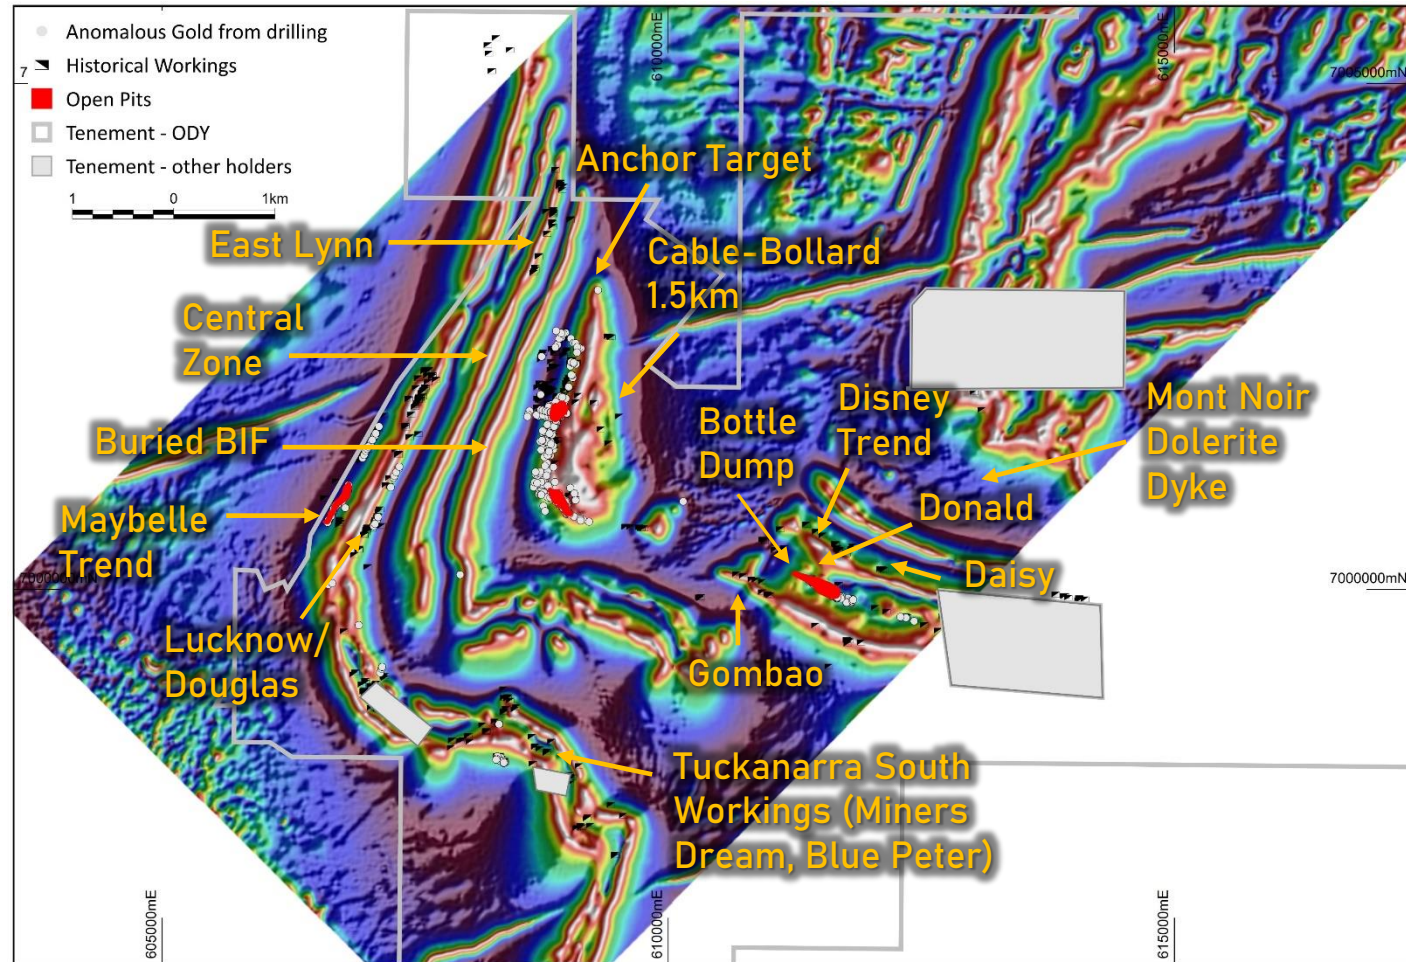 Anomalous Gold from drilling
Historical Workings
7
Open Pits
Tenement - ODY
Tenement - other holders
1 0 1km
610000mE
615000mE
7005000mN
Anchor Target
East Lynn
Cable-Bollard
1.5km
Central
Zone
Buried BIF
Bottle
Dump
Disney
Trend
Mont Noir
Dolerite
Dyke
Maybelle
Trend
Donald
7000000mN
7000000mN
Daisy
Lucknow/
Douglas
Gombao
Tuckanarra South
Workings (Miners
Dream, Blue Peter)
605000mE
610000mE
615000mE